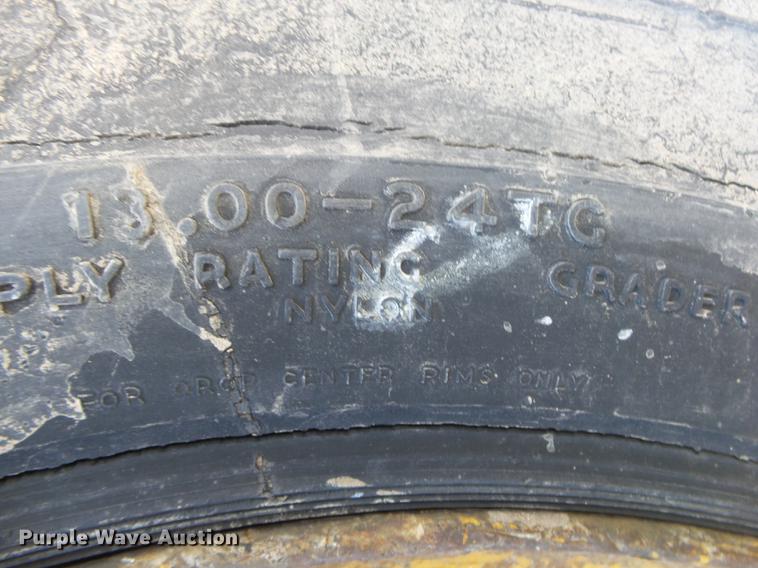 13.00-24TG
PLY RATING GRADER
NYLON
FOR DROP CENTER RIMS ONLY
Purple Wave Auction